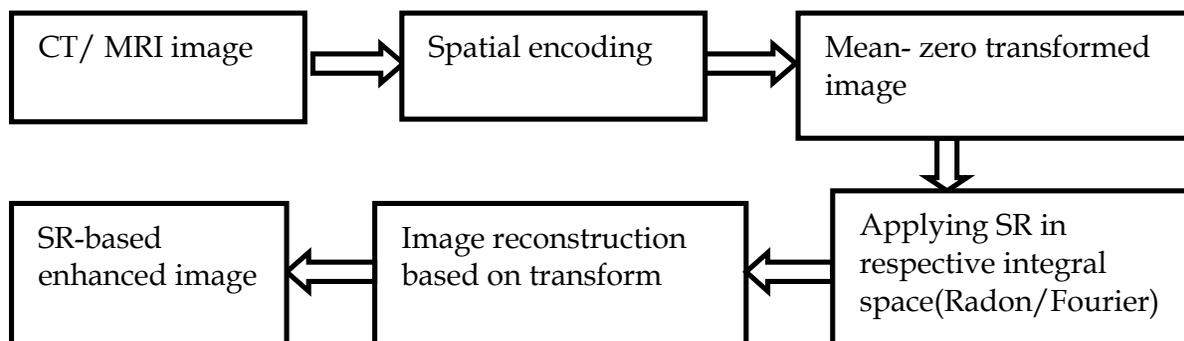 CT/ MRI image
Spatial encoding
Mean- zero transformed
image
Applying SR in
respective integral
space(Radon/Fourier)
Image reconstruction
based on transform
SR-based
enhanced image